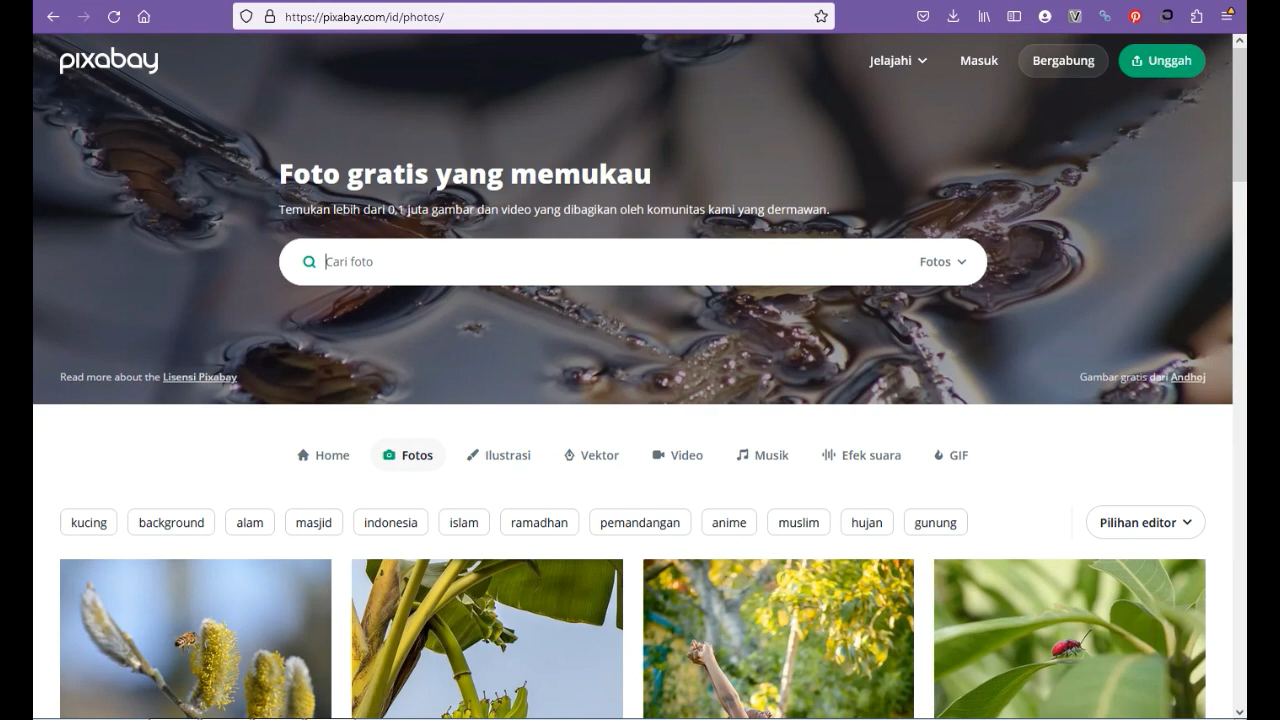 https://pixabay.com/id/photos/
pixabay
Jelajahi
Masuk
Bergabung
Unggah
Foto gratis yang memukau
Temukan lebih dari 0,1 juta gambar dan video yang dibagikan oleh komunitas kami yang dermawan.
Cari foto
Fotos
Read more about the Lisensi Pixabay
Gambar gratis dari Andhoj
Home
Fotos
Ilustrasi
Vektor
Video
Musik
Efek suara
GIF
kucing
background
alam
masjid
indonesia
islam
ramadhan
pemandangan
anime
muslim
hujan
gunung
Pilihan editor